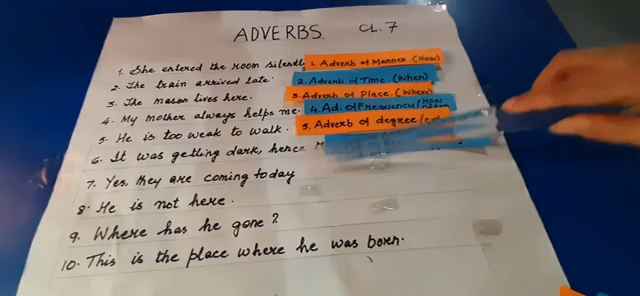 ADVERBS CL. 7
1. She entered the room silently 1. Adverb of Manner. (How)
2. The train arrived late. 2. Adverb of Time. (When)
3. The mason lives here. 3. Adverb of Place. (Where)
4. My mother always helps me. 4. Ad. of Frequency (How
5. He is too weak to walk. 5. Adverb of degree
6. It was getting dark, hence
7. Yes, they are coming today
8. He is not here.
9. Where has he gone?
10. This is the place where he was born.